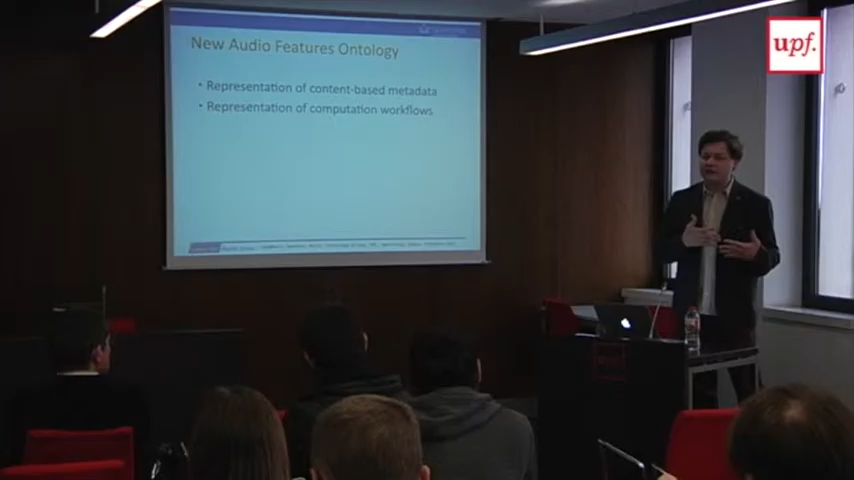 upf.
New Audio Features Ontology
• Representation of content-based metadata
• Representation of computation workflows